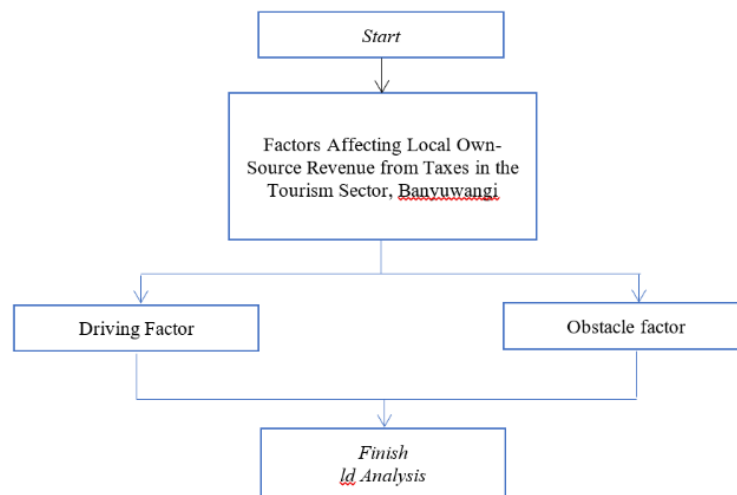 Start
Factors Affecting Local Own-
Source Revenue from Taxes in the
Tourism Sector, Banyuwangi
Driving Factor
Obstacle factor
Finish
ld Analysis